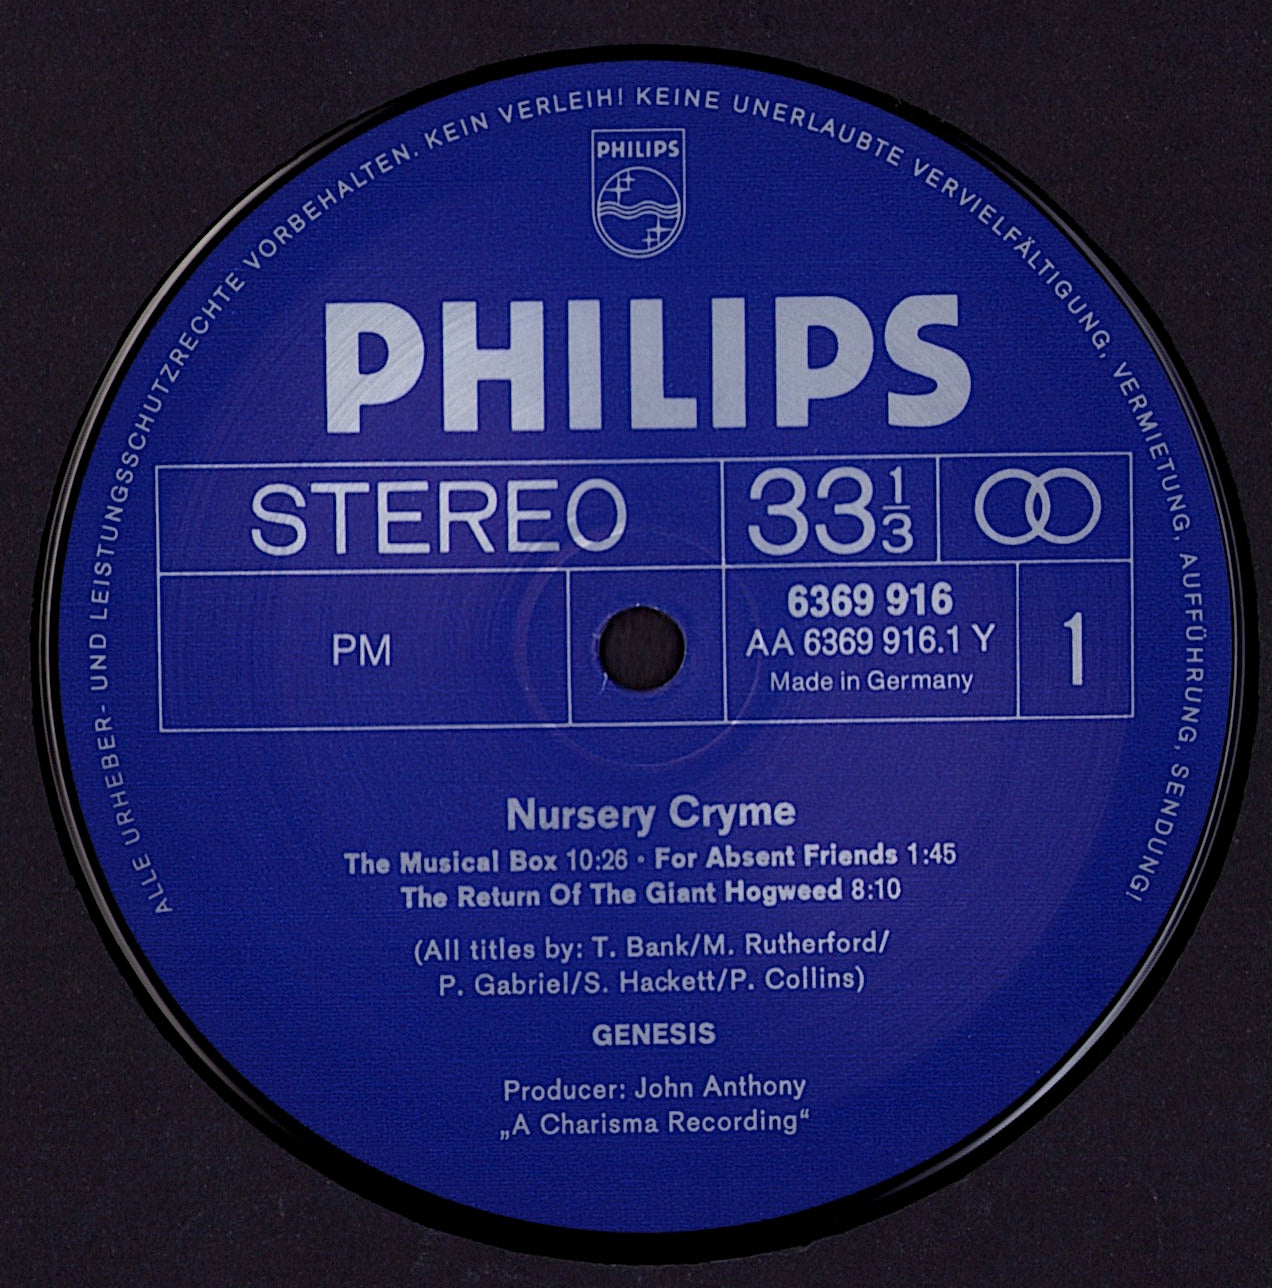 ALLE URHEBER- UND LEISTUNGSSCHUTZRECHTE VORBEHALTEN. KEIN VERLEIH! KEINE UNERLAUBTE VERVIELFÄLTIGUNG, VERMIETUNG, AUFFÜHRUNG, SENDUNG!
PHILIPS
PHILIPS
STEREO
33 1/3
PM
6369 916
AA 6369 916.1 Y
Made in Germany
1
Nursery Cryme
The Musical Box 10:26 · For Absent Friends 1:45
The Return Of The Giant Hogweed 8:10
(All titles by: T. Bank/M. Rutherford/
P. Gabriel/S. Hackett/P. Collins)
GENESIS
Producer: John Anthony
„A Charisma Recording“